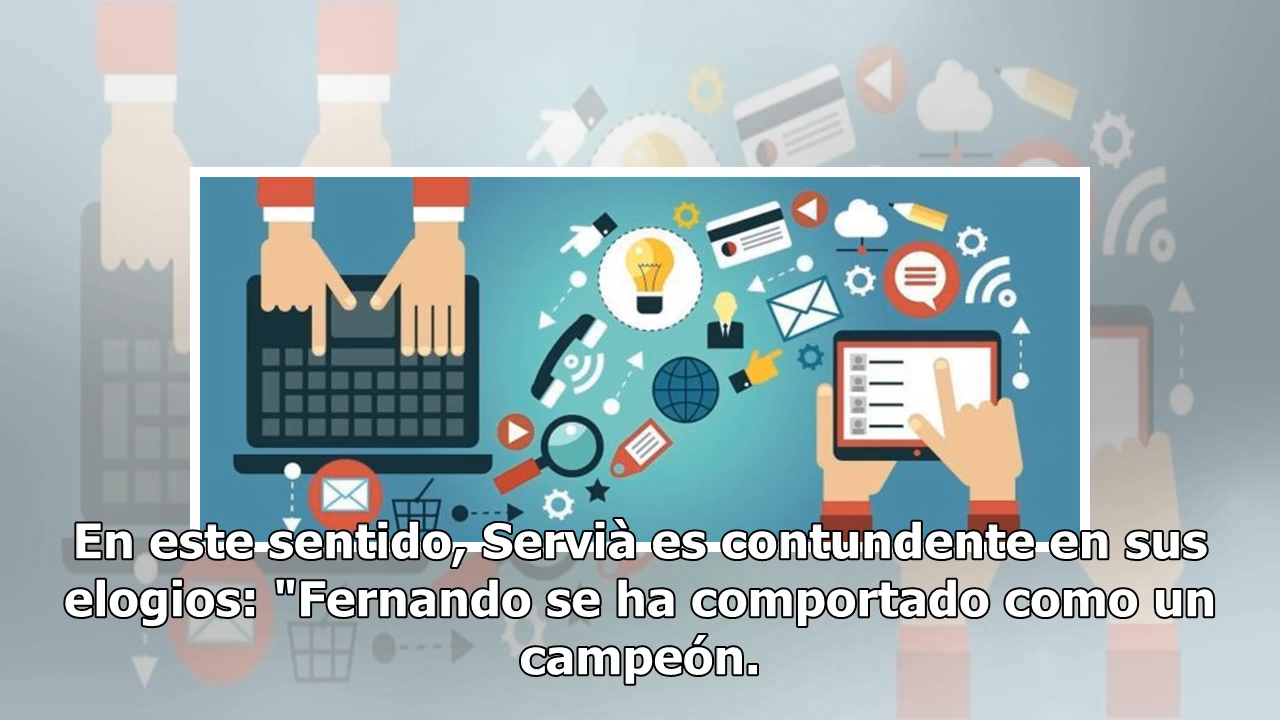 En este sentido, Servià es contundente en sus
elogios: "Fernando se ha comportado como un
campeón.